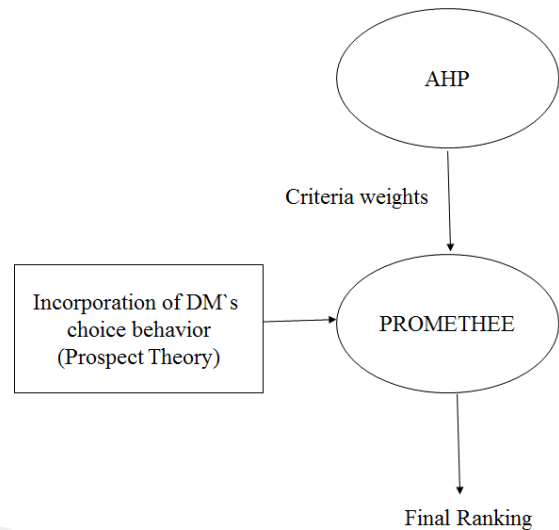 AHP
Criteria weights
Incorporation of DM`s
choice behavior
(Prospect Theory)
PROMETHEE
Final Ranking